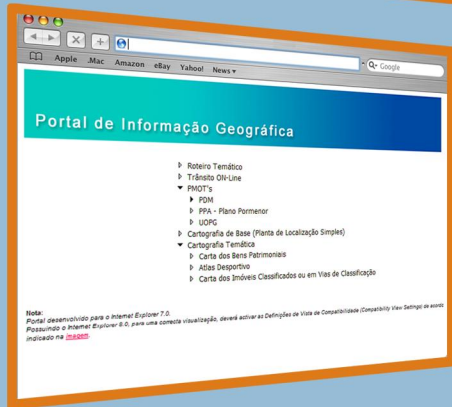 Google
Apple .Mac Amazon eBay Yahoo! News
Portal de Informação Geográfica
Roteiro Temático
Trânsito ON-Line
PMOT's
PDM
PPA - Plano Pormenor
UOPG
Cartografia de Base (Planta de Localização Simples)
Cartografia Temática
Carta dos Bens Patrimoniais
Atlas Desportivo
Carta dos Imóveis Classificados ou em Vias de Classificação
Nota:
Portal desenvolvido para o Internet Explorer 7.0.
Possuindo o Internet Explorer 8.0, para uma correcta visualização, deverá activar as Definições de Vista de Compatibilidade (Compatibility View Settings) de acordo
indicado na imagem.